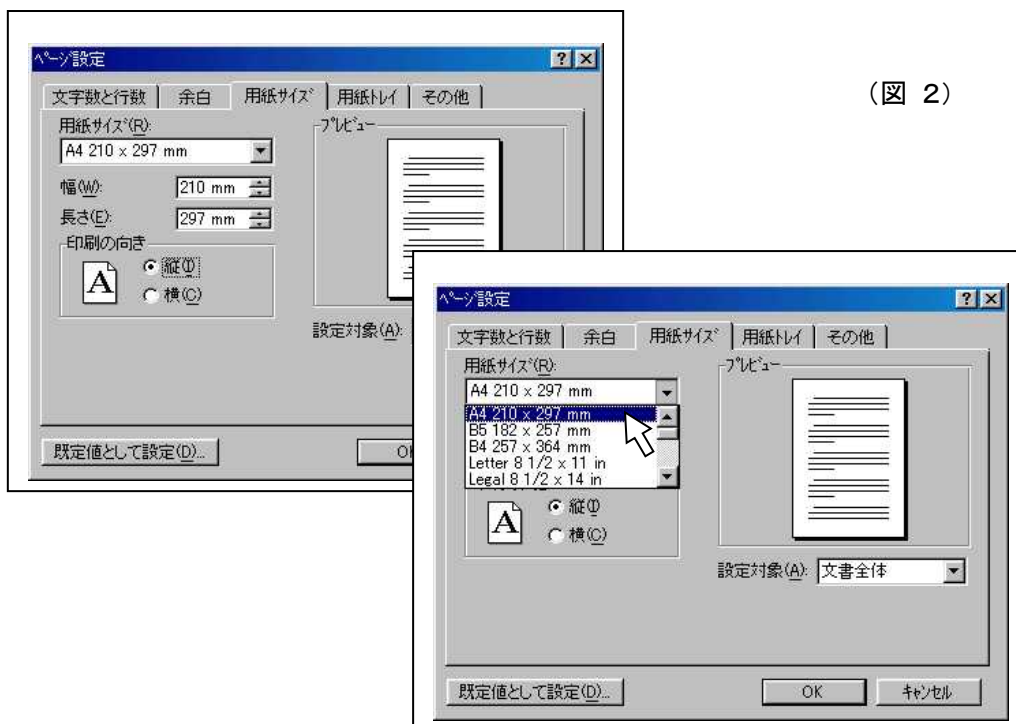 (図 2)
ページ設定
文字数と行数 余白 用紙サイズ 用紙トレイ その他
用紙サイズ(R):
A4 210 x 297 mm
幅(W): 210 mm
長さ(E): 297 mm
印刷の向き
A
縦(T)
横(C)
プレビュー
設定対象(A):
既定値として設定(D)...
ページ設定
文字数と行数 余白 用紙サイズ 用紙トレイ その他
用紙サイズ(R):
A4 210 x 297 mm
A4 210 x 297 mm
B5 182 x 257 mm
B4 257 x 364 mm
Letter 8 1/2 x 11 in
Legal 8 1/2 x 14 in
A
縦(T)
横(C)
プレビュー
設定対象(A): 文書全体
既定値として設定(D)... OK キャンセル